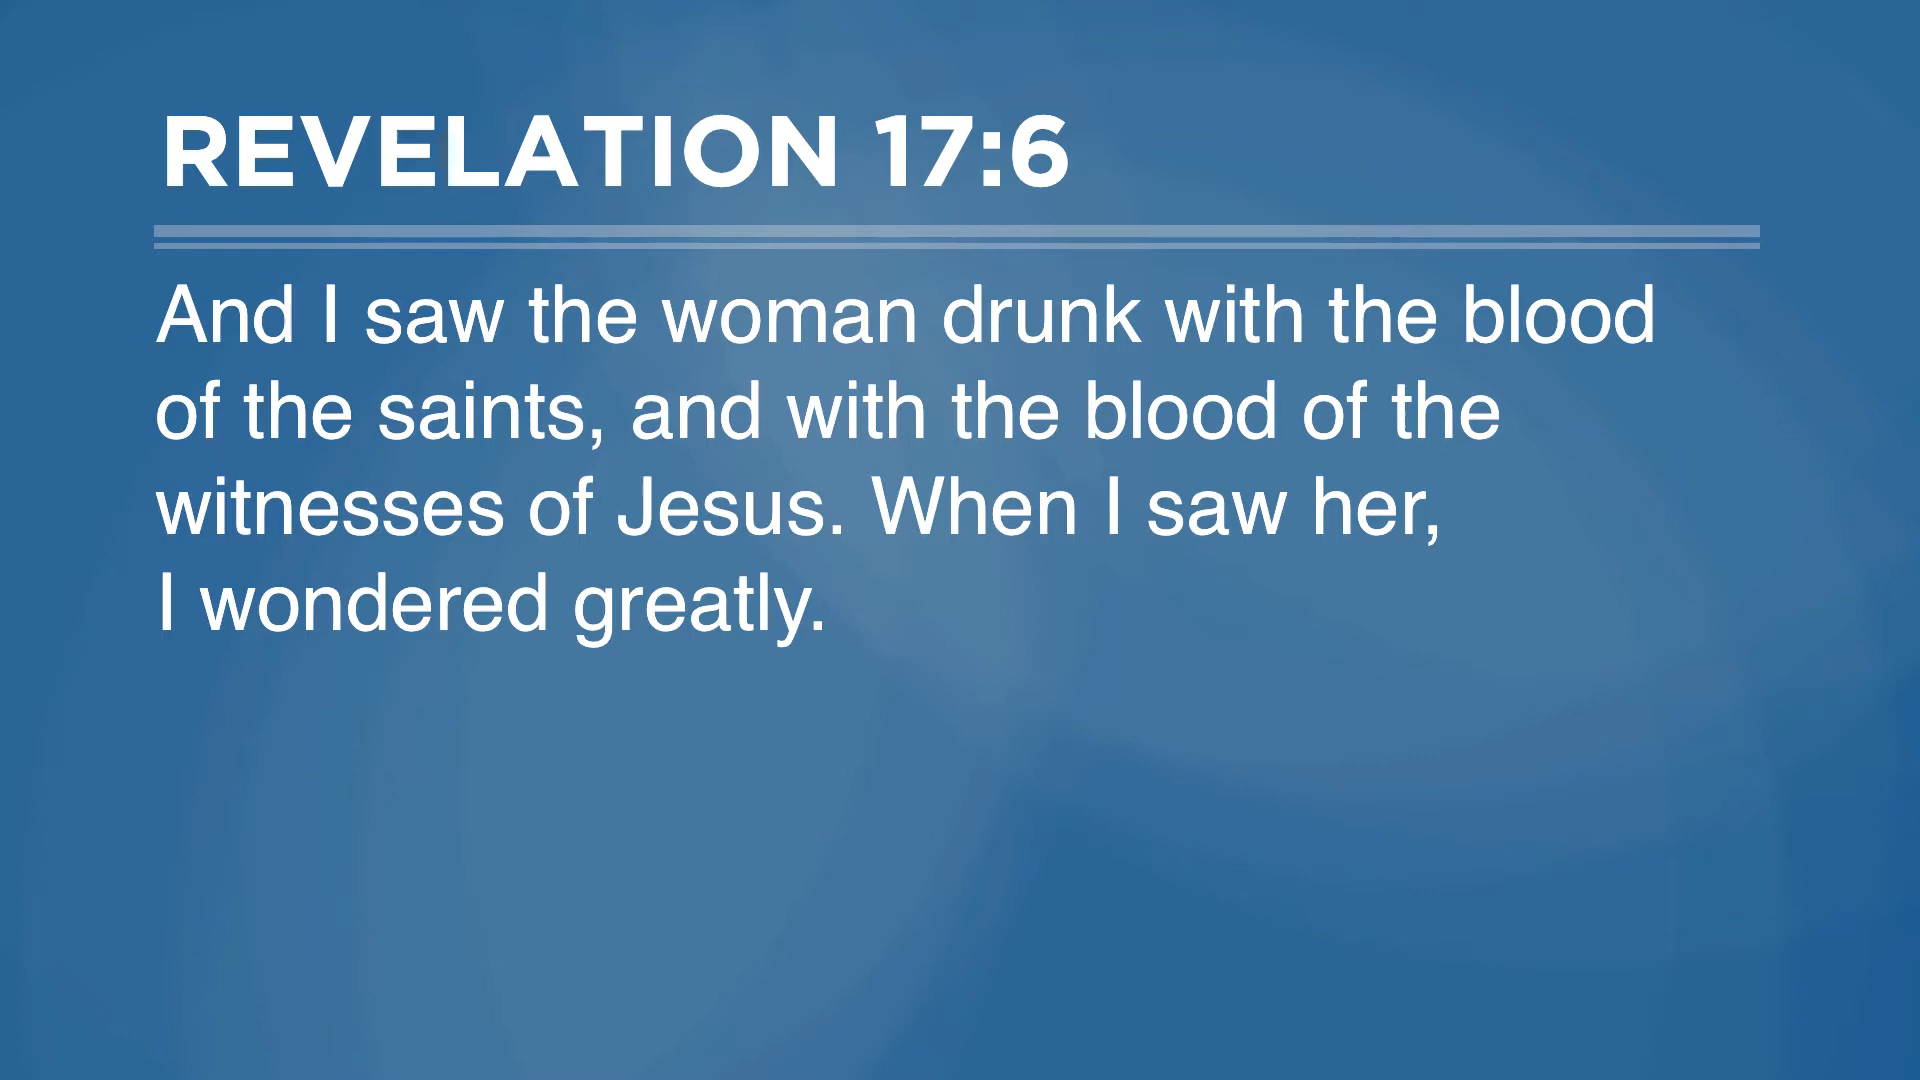 REVELATION 17:6
And I saw the woman drunk with the blood
of the saints, and with the blood of the
witnesses of Jesus. When I saw her,
I wondered greatly.